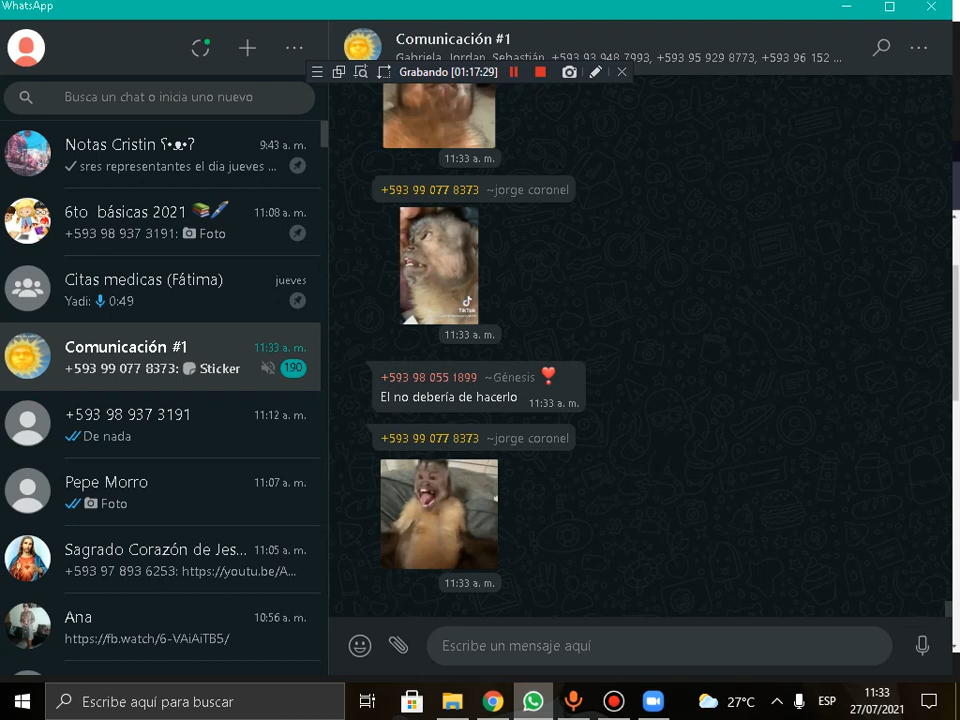 WhatsApp
Comunicación #1
Gabriela, Jordan, Sebastián, +593 93 948 7993, +593 95 929 8773, +593 96 152 ...
Grabando [01:17:29]
Busca un chat o inicia uno nuevo
Notas Cristin ʕ•ᴥ•ʔ
9:43 a. m.
sres representantes el dia jueves ...
6to básicas 2021 📚🖊
11:08 a. m.
+593 98 937 3191: 📷 Foto
Citas medicas (Fátima)
jueves
Yadi: 0:49
Comunicación #1
11:33 a. m.
+593 99 077 8373: Sticker
190
+593 98 937 3191
11:12 a. m.
De nada
Pepe Morro
11:07 a. m.
Foto
Sagrado Corazón de Jes...
11:05 a. m.
+593 97 893 6253: https://youtu.be/A...
Ana
10:56 a. m.
https://fb.watch/6-VAiAiTB5/
11:33 a. m.
+593 99 077 8373 ~jorge coronel
TikTok
11:33 a. m.
+593 98 055 1899 ~Génesis ❣
El no debería de hacerlo
11:33 a. m.
+593 99 077 8373 ~jorge coronel
11:33 a. m.
Escribe un mensaje aquí
Escribe aquí para buscar
27°C
ESP
11:33
27/07/2021